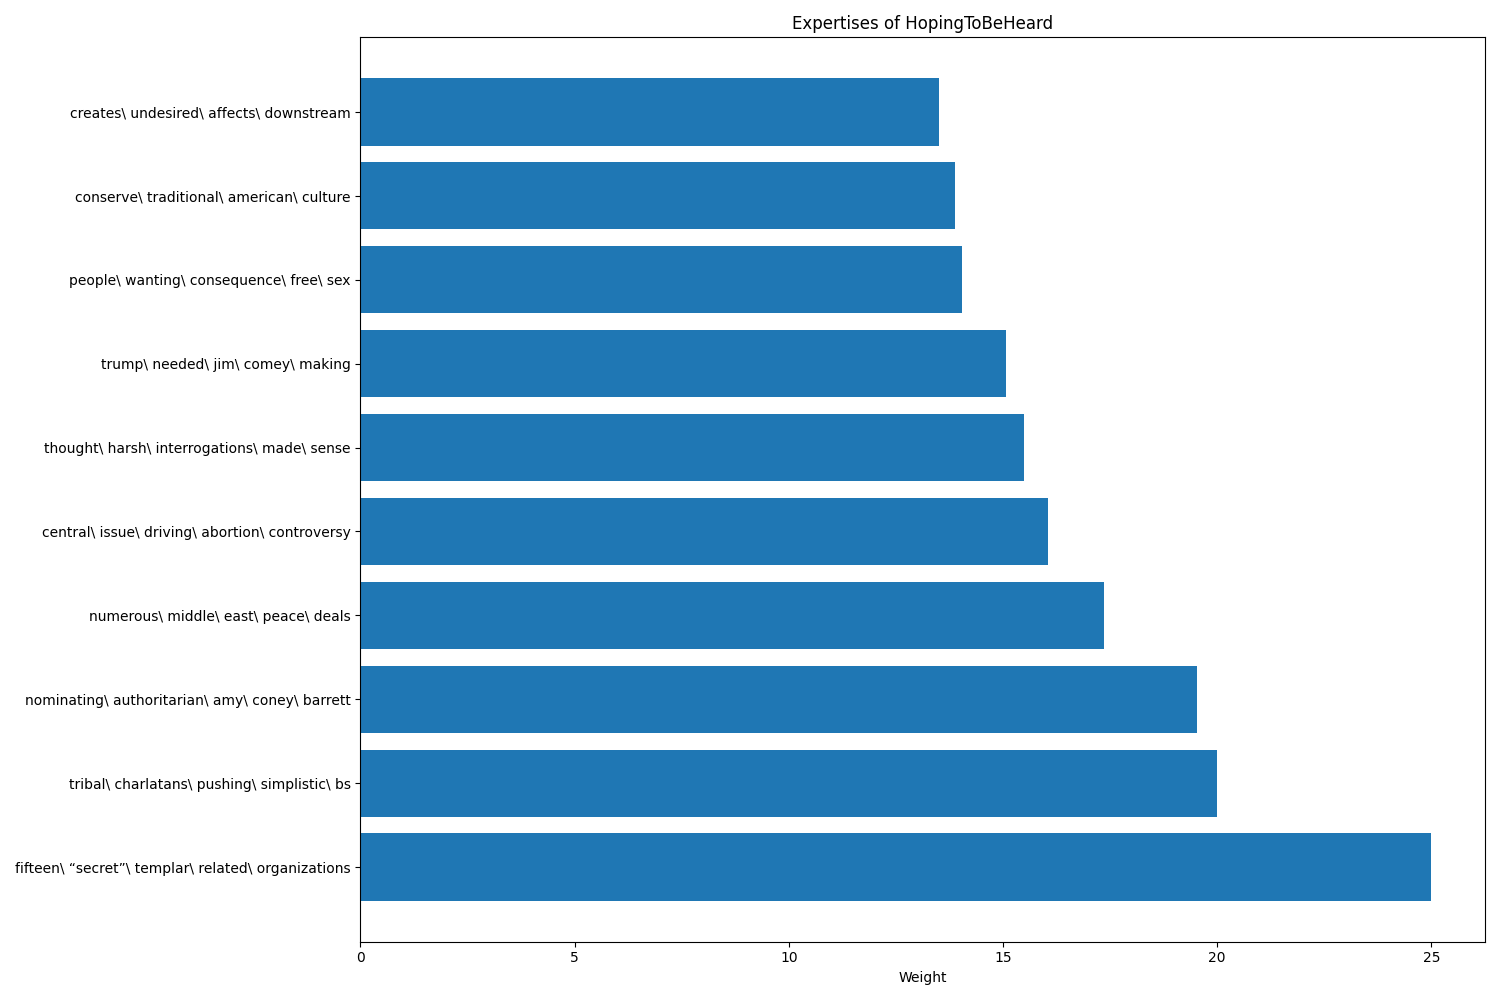 Expertises of HopingToBeHeard
creates\ undesired\ affects\ downstream
conserve\ traditional\ american\ culture
people\ wanting\ consequence\ free\ sex
trump\ needed\ jim\ comey\ making
thought\ harsh\ interrogations\ made\ sense
central\ issue\ driving\ abortion\ controversy
numerous\ middle\ east\ peace\ deals
nominating\ authoritarian\ amy\ coney\ barrett
tribal\ charlatans\ pushing\ simplistic\ bs
fifteen\ “secret”\ templar\ related\ organizations
0 5 10 15 20 25
Weight